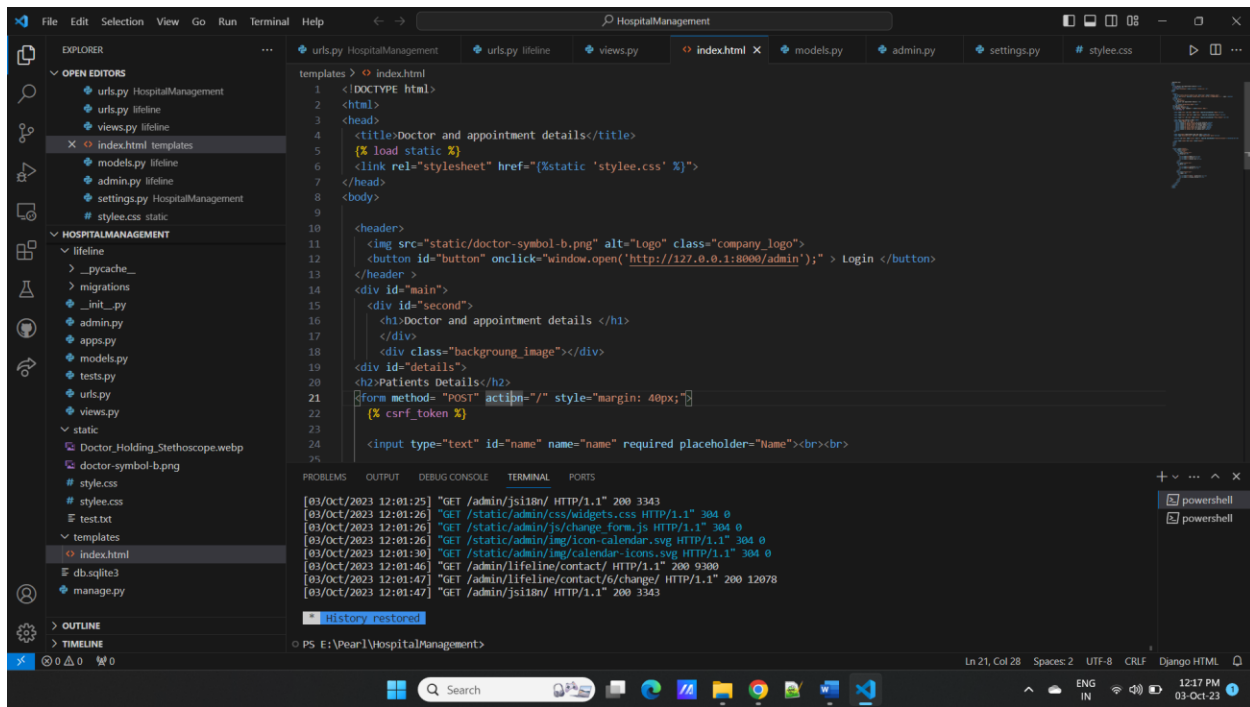 File Edit Selection View Go Run Terminal Help
HospitalManagement
EXPLORER
urls.py HospitalManagement urls.py lifeline views.py index.html models.py admin.py settings.py # stylee.css
OPEN EDITORS
urls.py HospitalManagement
urls.py lifeline
views.py lifeline
index.html templates
models.py lifeline
admin.py lifeline
settings.py HospitalManagement
# stylee.css static
HOSPITALMANAGEMENT
lifeline
__pycache__
migrations
__init__.py
admin.py
apps.py
models.py
tests.py
urls.py
views.py
static
Doctor_Holding_Stethoscope.webp
doctor-symbol-b.png
# style.css
# stylee.css
test.txt
templates
index.html
db.sqlite3
manage.py
OUTLINE
TIMELINE
templates > index.html
1 <!DOCTYPE html>
2 <html>
3 <head>
4 <title>Doctor and appointment details</title>
5 {% load static %}
6 <link rel="stylesheet" href="{%static 'stylee.css' %}">
7 </head>
8 <body>
9
10 <header>
11 <img src="static/doctor-symbol-b.png" alt="Logo" class="company_logo">
12 <button id="button" onclick="window.open('http://127.0.0.1:8000/admin');" > Login </button>
13 </header >
14 <div id="main">
15 <div id="second">
16 <h1>Doctor and appointment details </h1>
17 </div>
18 <div class="backgroung_image"></div>
19 <div id="details">
20 <h2>Patients Details</h2>
21 <form method= "POST" action="/" style="margin: 40px;">
22 {% csrf_token %}
23
24 <input type="text" id="name" name="name" required placeholder="Name"><br><br>
25
PROBLEMS OUTPUT DEBUG CONSOLE TERMINAL PORTS
[03/Oct/2023 12:01:25] "GET /admin/jsi18n/ HTTP/1.1" 200 3343
[03/Oct/2023 12:01:26] "GET /static/admin/css/widgets.css HTTP/1.1" 304 0
[03/Oct/2023 12:01:26] "GET /static/admin/js/change_form.js HTTP/1.1" 304 0
[03/Oct/2023 12:01:26] "GET /static/admin/img/icon-calendar.svg HTTP/1.1" 304 0
[03/Oct/2023 12:01:30] "GET /static/admin/img/calendar-icons.svg HTTP/1.1" 304 0
[03/Oct/2023 12:01:46] "GET /admin/lifeline/contact/ HTTP/1.1" 200 9300
[03/Oct/2023 12:01:47] "GET /admin/lifeline/contact/6/change/ HTTP/1.1" 200 12078
[03/Oct/2023 12:01:47] "GET /admin/jsi18n/ HTTP/1.1" 200 3343
* History restored
PS E:\Pearl\HospitalManagement>
powershell
powershell
0 0 0
Ln 21, Col 28 Spaces: 2 UTF-8 CRLF Django HTML
Search
ENG
IN
12:17 PM
03-Oct-23
1